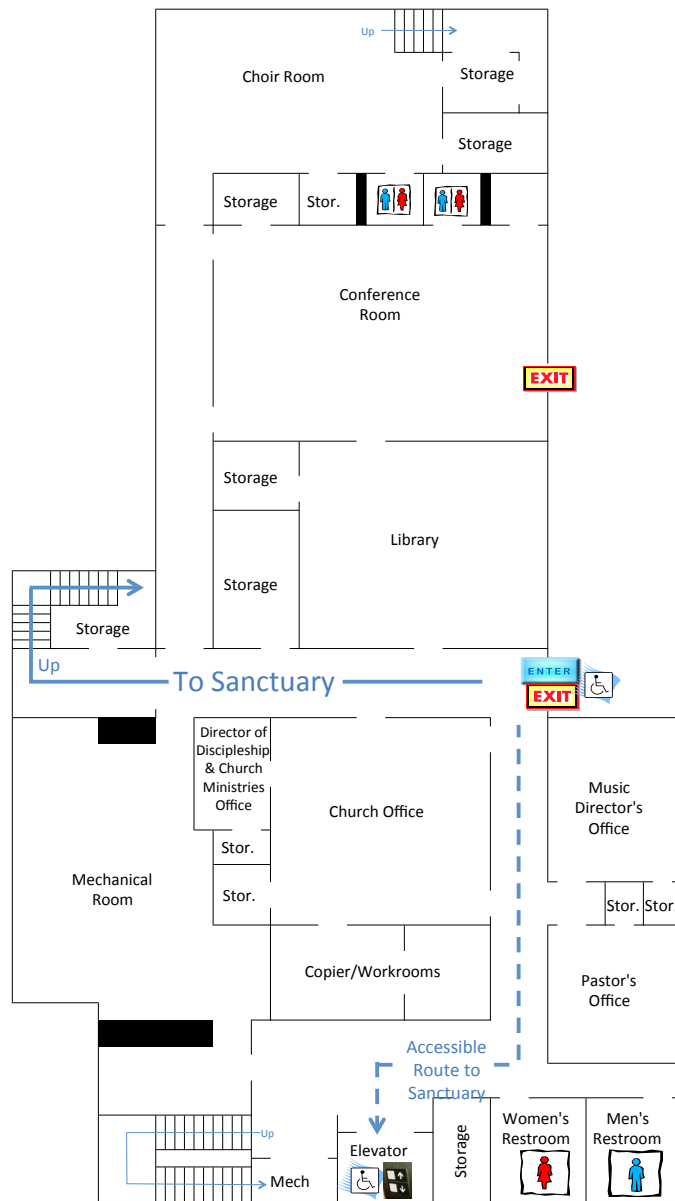 Up
Choir Room
Storage
Storage
Storage
Stor.
Conference
Room
EXIT
Storage
Library
Storage
Storage
Up
To Sanctuary
ENTER
EXIT
Director of
Discipleship
& Church
Ministries
Office
Church Office
Music
Director's
Office
Stor.
Mechanical
Room
Stor.
Stor.
Stor.
Copier/Workrooms
Pastor's
Office
Accessible
Route to
Sanctuary
Up
Mech
Elevator
Storage
Women's
Restroom
Men's
Restroom